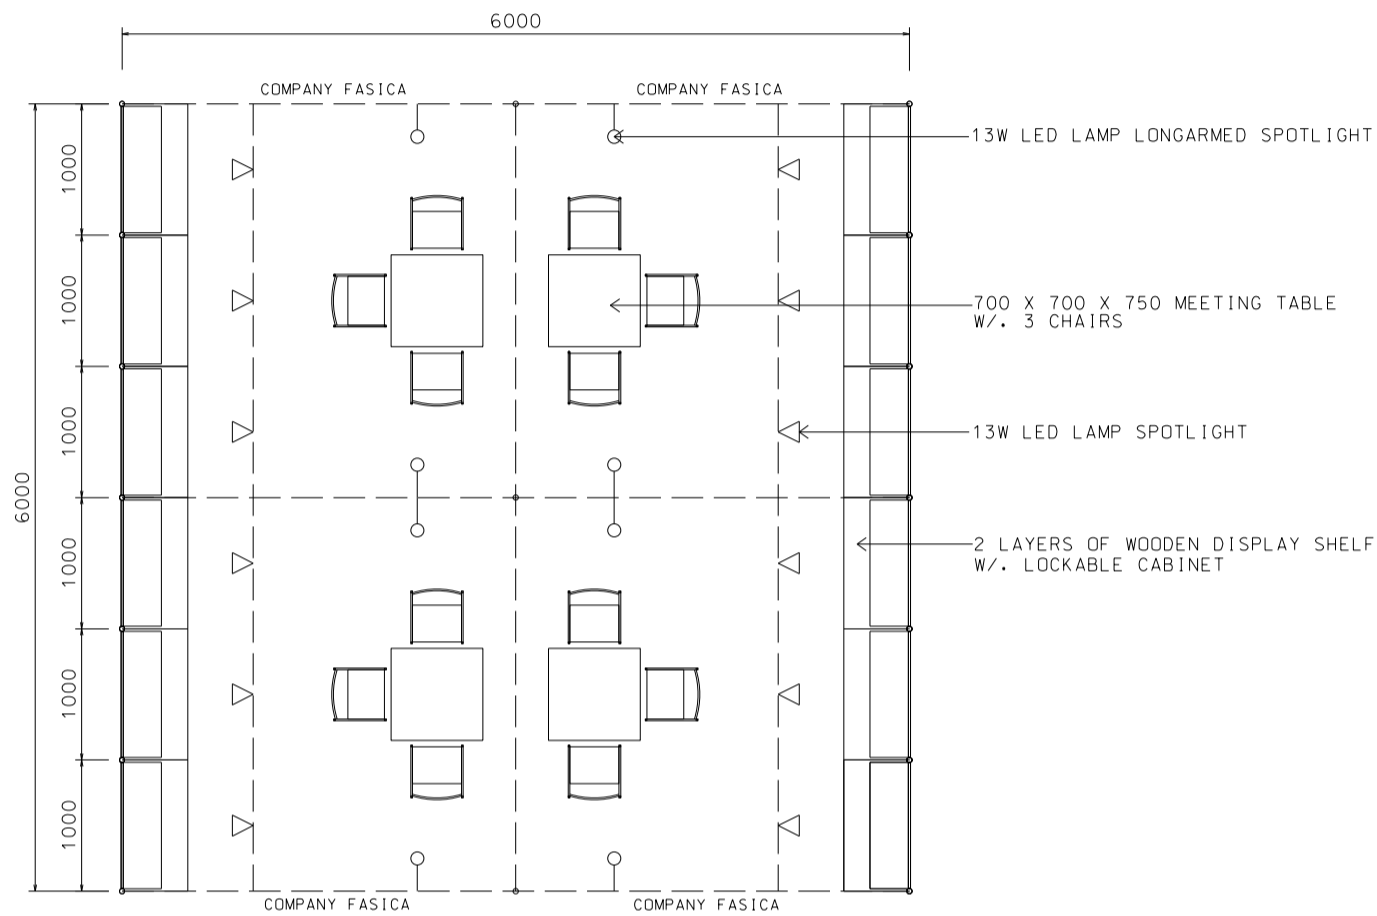 6000
COMPANY FASICA
COMPANY FASICA
13W LED LAMP LONGARMED SPOTLIGHT
1000
1000
700 X 700 X 750 MEETING TABLE
W/. 3 CHAIRS
1000
13W LED LAMP SPOTLIGHT
6000
1000
2 LAYERS OF WOODEN DISPLAY SHELF
W/. LOCKABLE CABINET
1000
1000
COMPANY FASICA
COMPANY FASICA